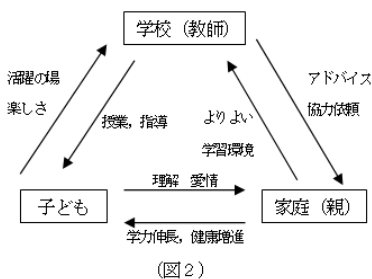 学校（教師）
活躍の場
楽しさ
アドバイス
協力依頼
授業，指導
よりよい
学習環境
理解　愛情
子ども
家庭（親）
学力伸長，健康増進
（図２）